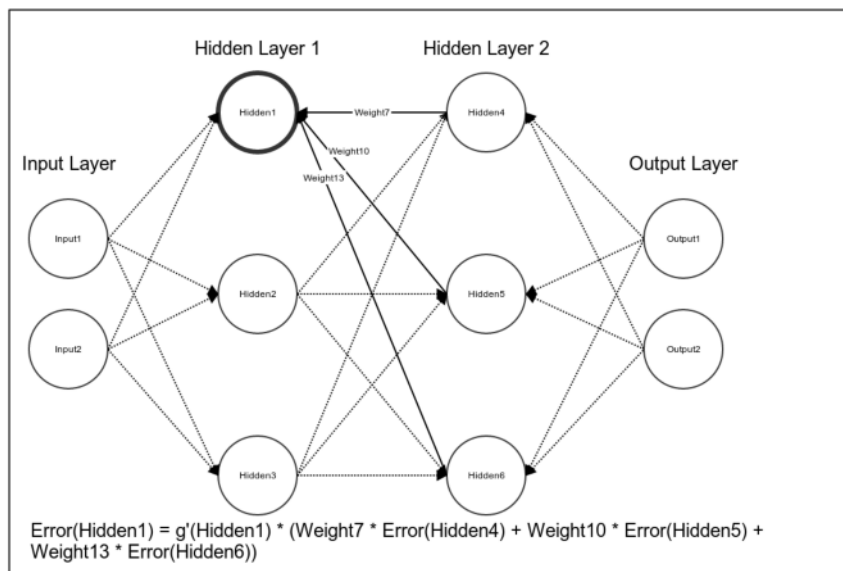 Hidden Layer 1
Hidden Layer 2
Hidden1
Weight7
Hidden4
Weight10
Input Layer
Weight13
Output Layer
Input1
Output1
Hidden2
Hidden5
Input2
Output2
Hidden3
Hidden6
Error(Hidden1) = g'(Hidden1) * (Weight7 * Error(Hidden4) + Weight10 * Error(Hidden5) +
Weight13 * Error(Hidden6))